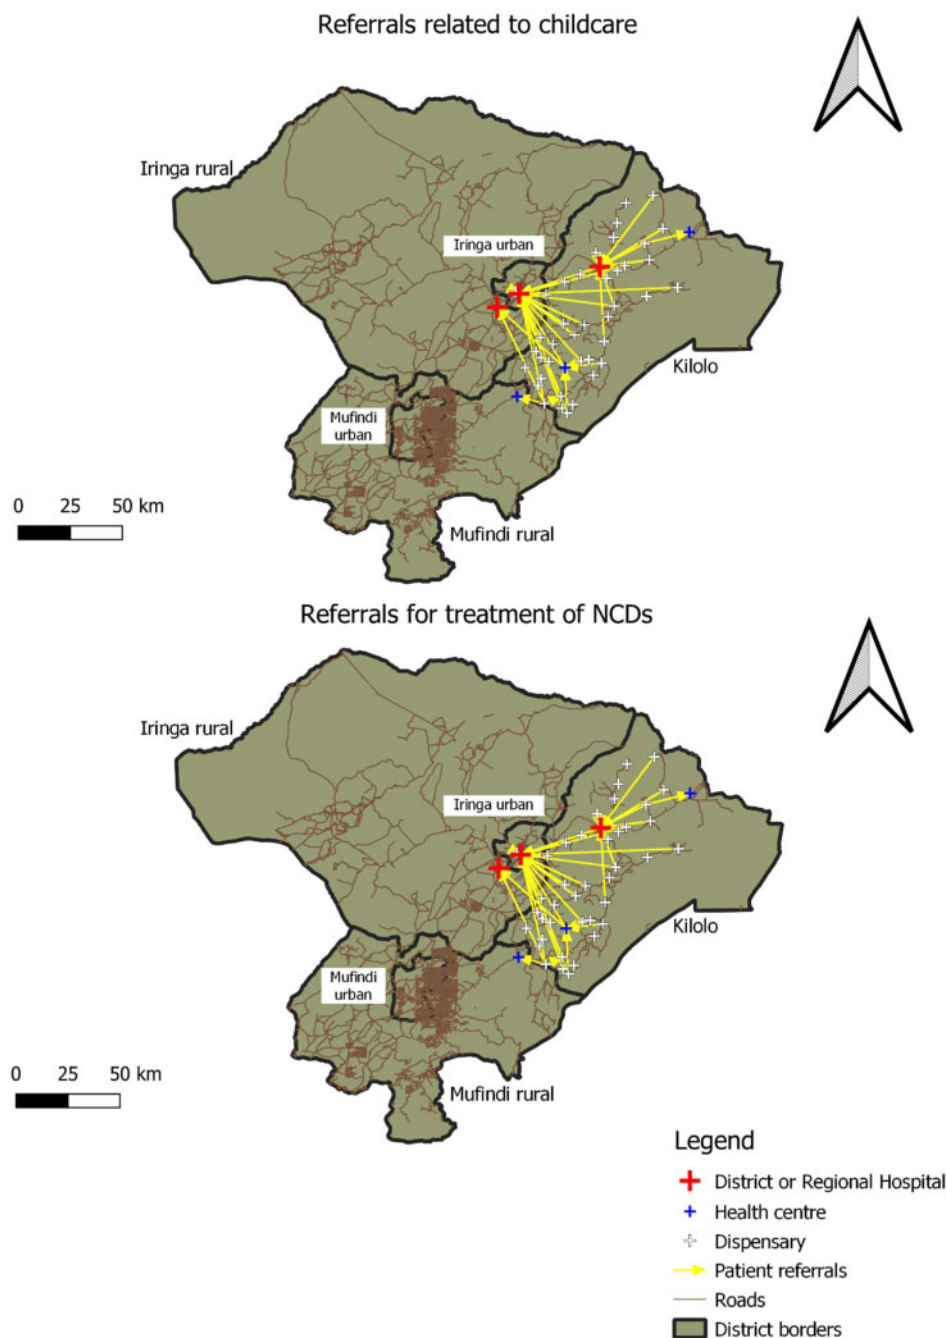 Referrals related to childcare
Iringa rural
Iringa urban
Kilolo
Mufindi
urban
0 25 50 km
Mufindi rural
Referrals for treatment of NCDs
Iringa rural
Iringa urban
Kilolo
Mufindi
urban
0 25 50 km
Mufindi rural
Legend
District or Regional Hospital
Health centre
Dispensary
Patient referrals
Roads
District borders